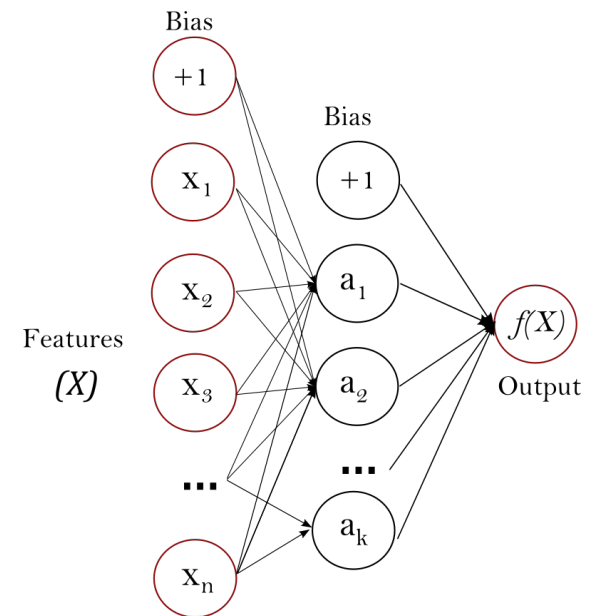 Bias
+1
x₁
x₂
x₃
...
xₙ
Features
(X)
Bias
+1
a₁
a₂
...
aₖ
f(X)
Output